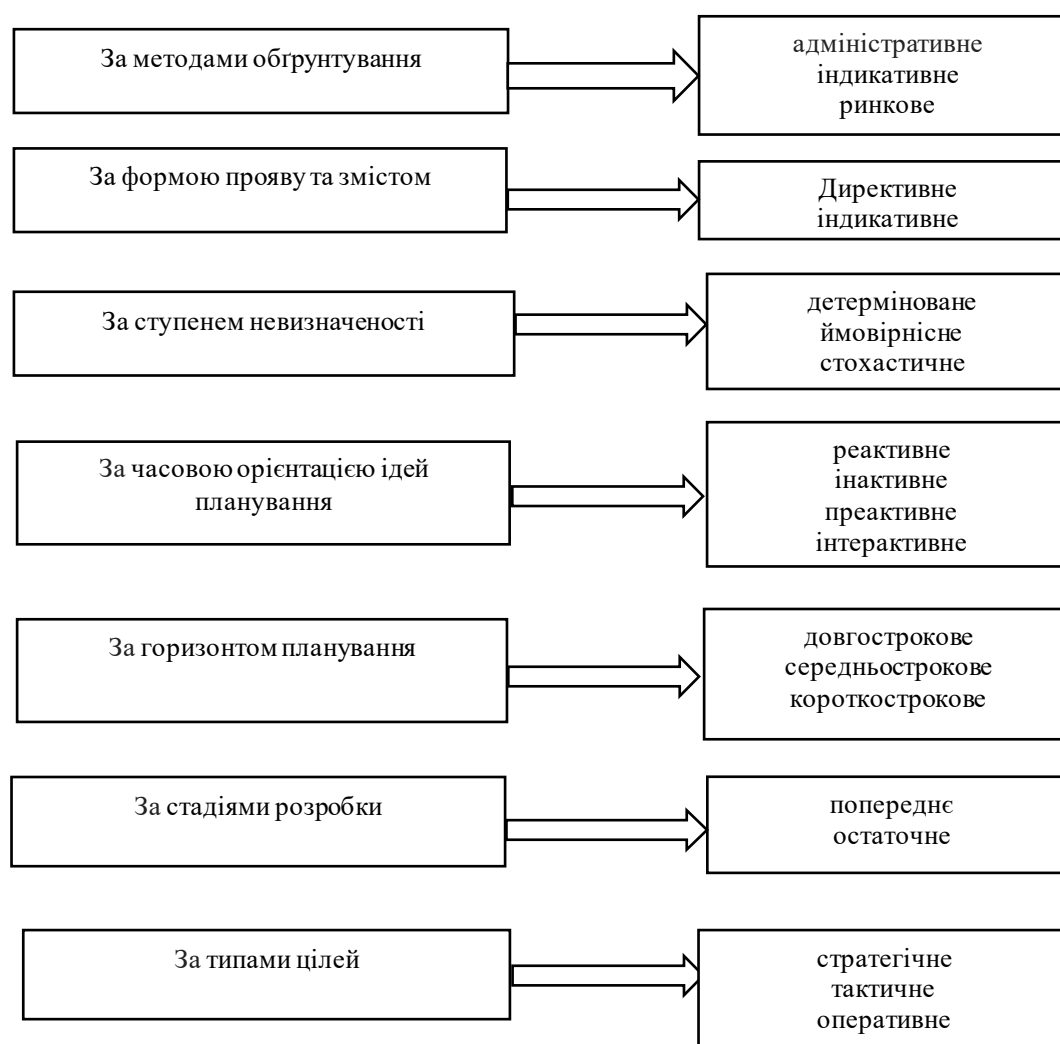 За методами обґрунтування
адміністративне
індикативне
ринкове
За формою прояву та змістом
Директивне
індикативне
За ступенем невизначеності
детерміноване
ймовірнісне
стохастичне
За часовою орієнтацією ідей
планування
реактивне
інактивне
преактивне
інтерактивне
За горизонтом планування
довгострокове
середньострокове
короткострокове
За стадіями розробки
попереднє
остаточне
За типами цілей
стратегічне
тактичне
оперативне